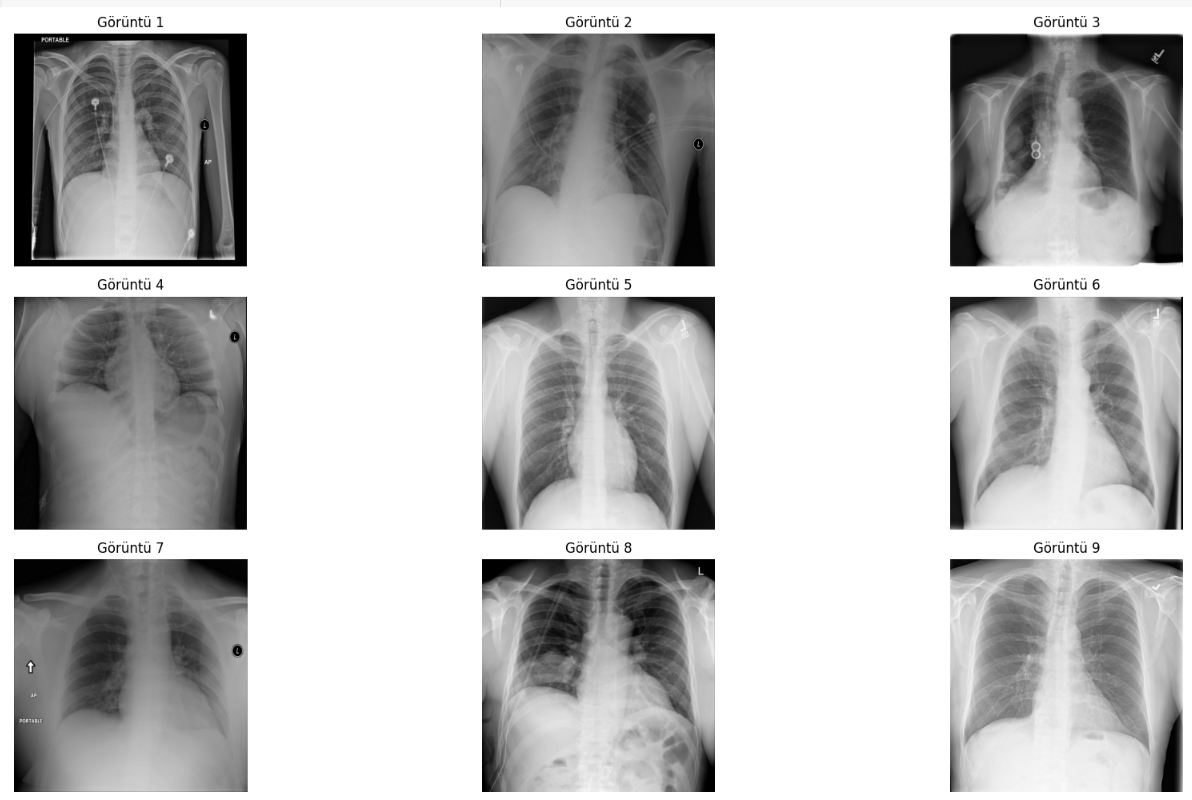 Görüntü 1
Görüntü 2
Görüntü 3
PORTABLE
L
AP
L
Görüntü 4
Görüntü 5
Görüntü 6
L
L
Görüntü 7
Görüntü 8
Görüntü 9
L
L
AP
PORTABLE